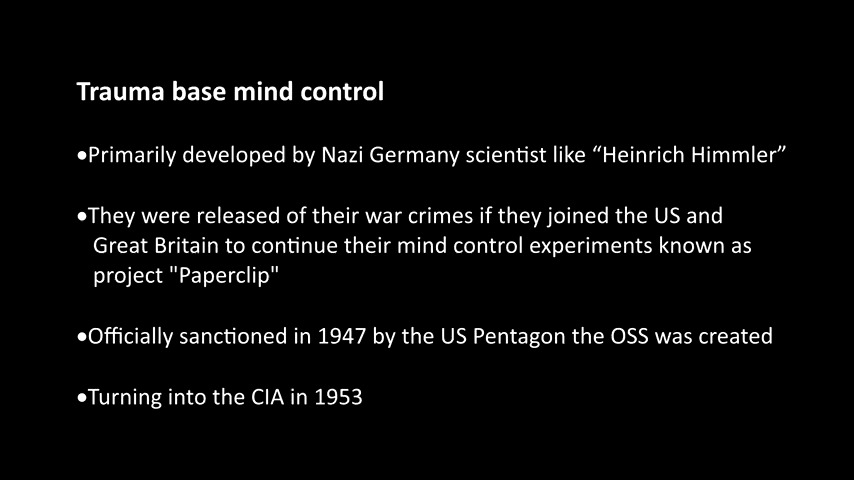 Trauma base mind control
•Primarily developed by Nazi Germany scientist like “Heinrich Himmler”
•They were released of their war crimes if they joined the US and
Great Britain to continue their mind control experiments known as
project "Paperclip"
•Officially sanctioned in 1947 by the US Pentagon the OSS was created
•Turning into the CIA in 1953